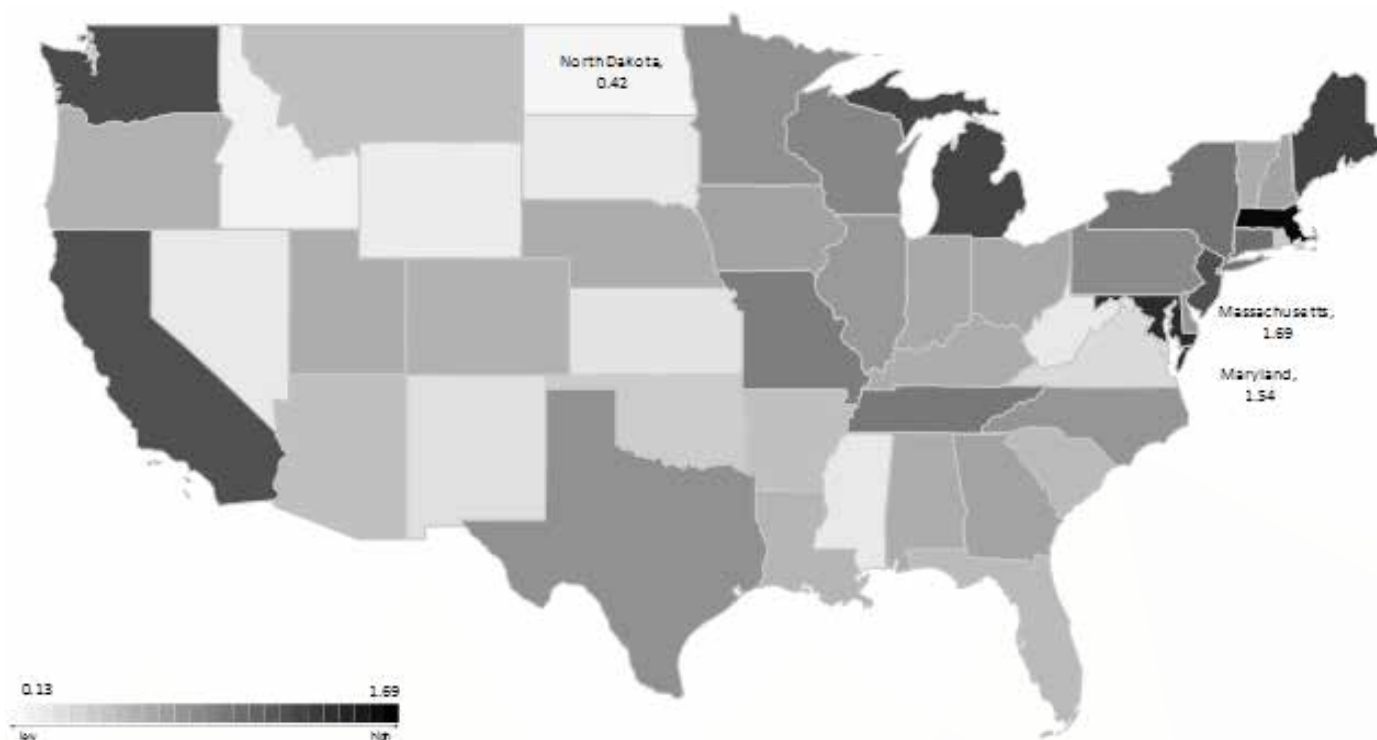 North Dakota,
0.42
Massachusetts,
1.69
Maryland,
1.54
0.13 1.69
low high